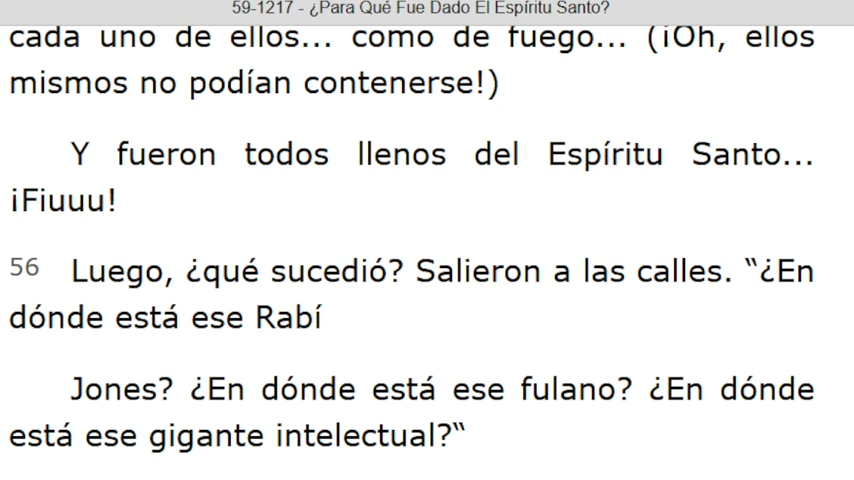 59-1217 - ¿Para Qué Fue Dado El Espíritu Santo?
cada uno de ellos... como de fuego... (¡Oh, ellos
mismos no podían contenerse!)
Y fueron todos llenos del Espíritu Santo...
¡Fiuuu!
56 Luego, ¿qué sucedió? Salieron a las calles. “¿En
dónde está ese Rabí
Jones? ¿En dónde está ese fulano? ¿En dónde
está ese gigante intelectual?“